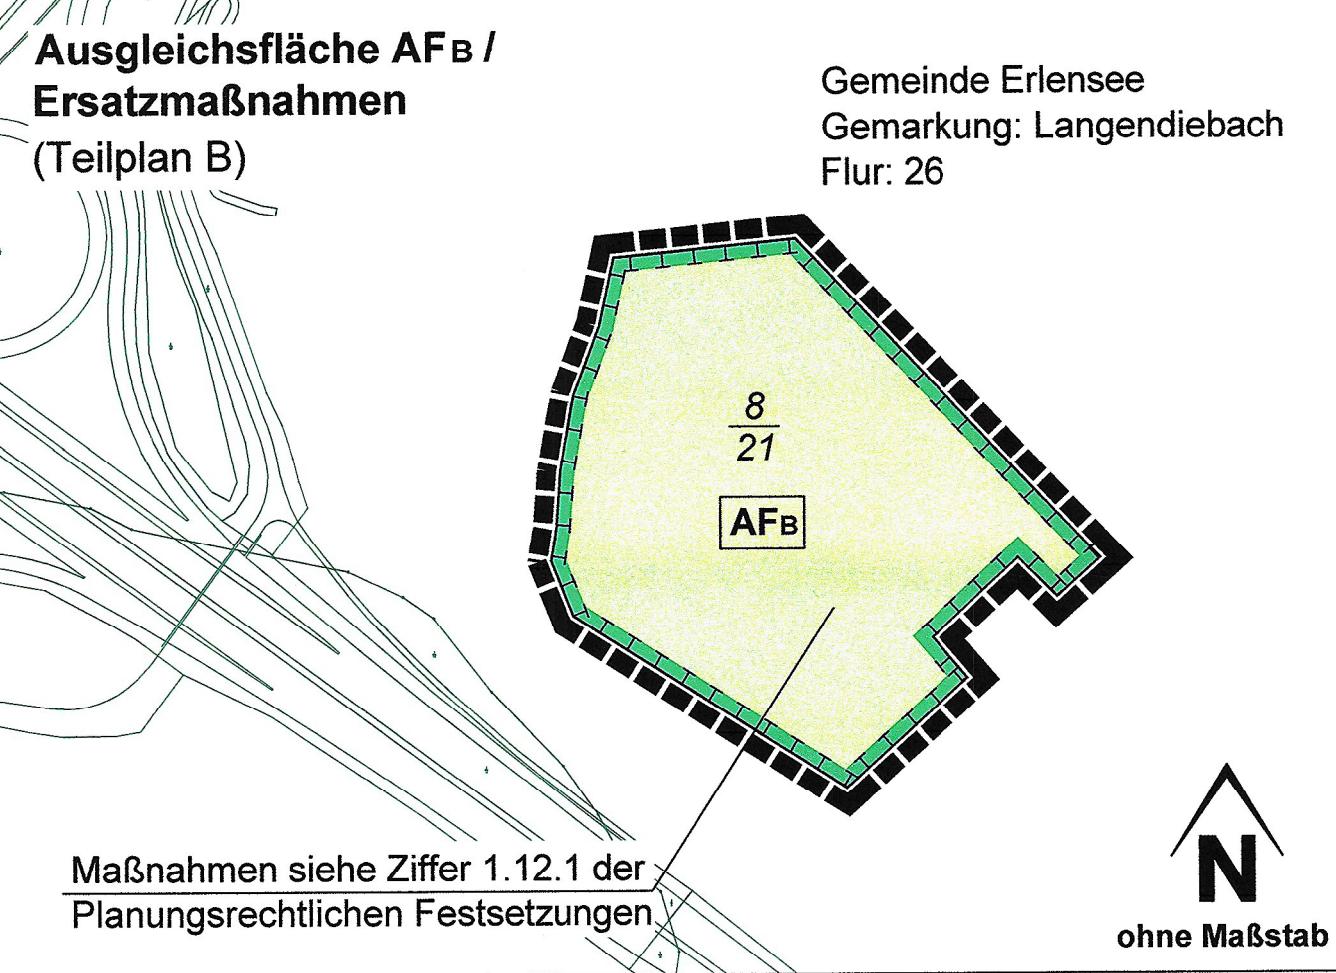 Ausgleichsfläche AFB /
Ersatzmaßnahmen
(Teilplan B)
Gemeinde Erlensee
Gemarkung: Langendiebach
Flur: 26
8
21
AFB
Maßnahmen siehe Ziffer 1.12.1 der
Planungsrechtlichen Festsetzungen
N
ohne Maßstab